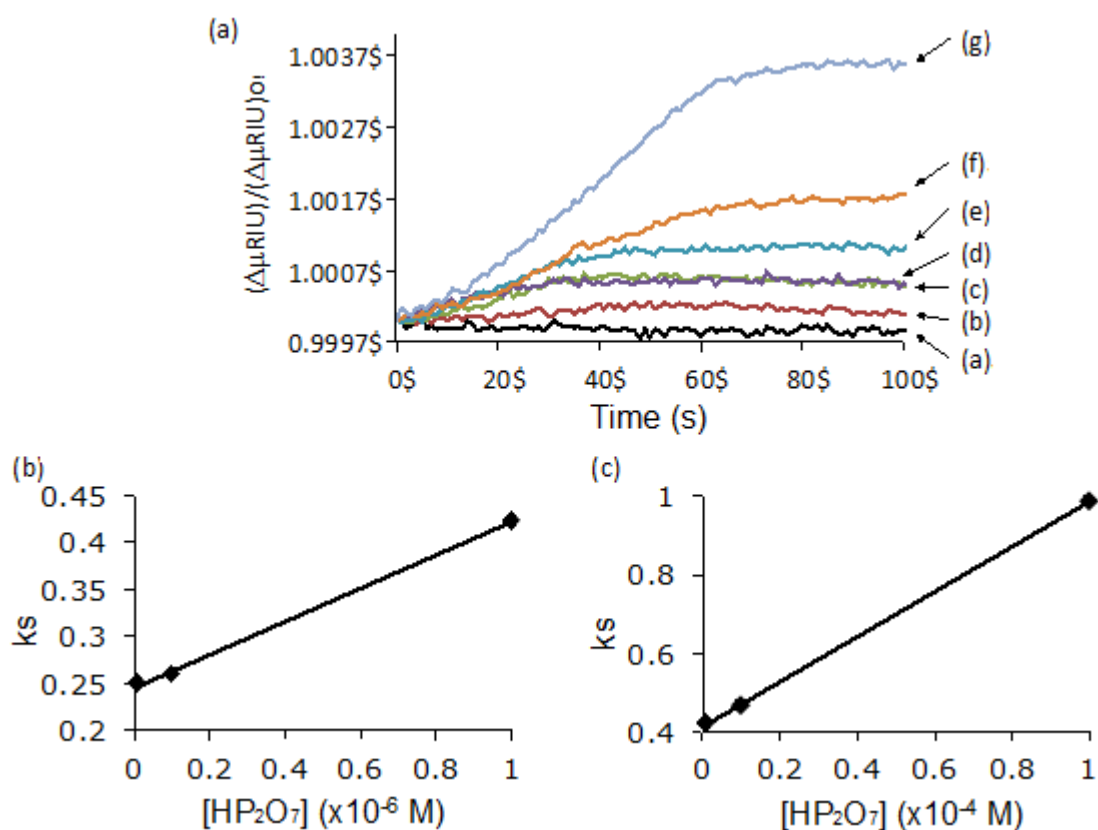 (a)
(ΔµRIU)/(ΔµRIU)₀₁
1.0037$
1.0027$
1.0017$
1.0007$
0.9997$
0$ 20$ 40$ 60$ 80$ 100$
Time (s)
(g)
(f)
(e)
(d)
(c)
(b)
(a)
(b)
ks
0.45
0.4
0.35
0.3
0.25
0.2
0 0.2 0.4 0.6 0.8 1
[HP₂O₇] (x10⁻⁶ M)
(c)
ks
1
0.8
0.6
0.4
0 0.2 0.4 0.6 0.8 1
[HP₂O₇] (x10⁻⁴ M)